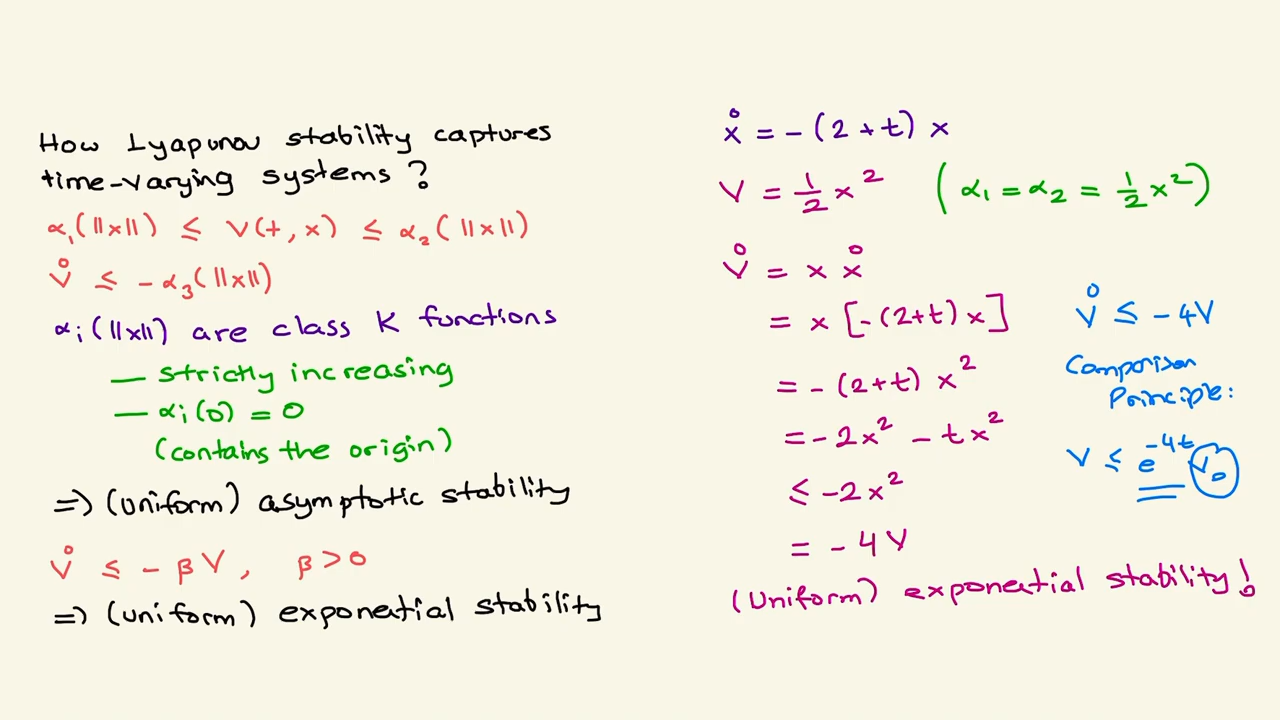 How Lyapunov stability captures
time-varying systems?
α₁(||x||) ≤ V(t, x) ≤ α₂(||x||)
V̊ ≤ -α₃(||x||)
αᵢ(||x||) are class K functions
— strictly increasing
— αᵢ(0) = 0
(contains the origin)
=> (uniform) asymptotic stability
V̊ ≤ -βV, β>0
=> (uniform) exponential stability
x̊ = -(2+t) x
V = 1/2 x² (α₁ = α₂ = 1/2 x²)
V̊ = x x̊
= x [-(2+t) x]
= -(2+t) x²
= -2x² - tx²
≤ -2x²
= -4V
(Uniform) exponential stability!
V̊ ≤ -4V
Comparison
Principle:
V ≤ e^{-4t} V₀